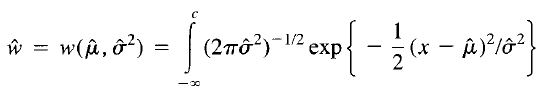 ŵ = w(μ̂, σ̂²) = ∫_{-∞}^{c} (2πσ̂²)^{-1/2} exp{ - 1/2 (x - μ̂)²/σ̂² }